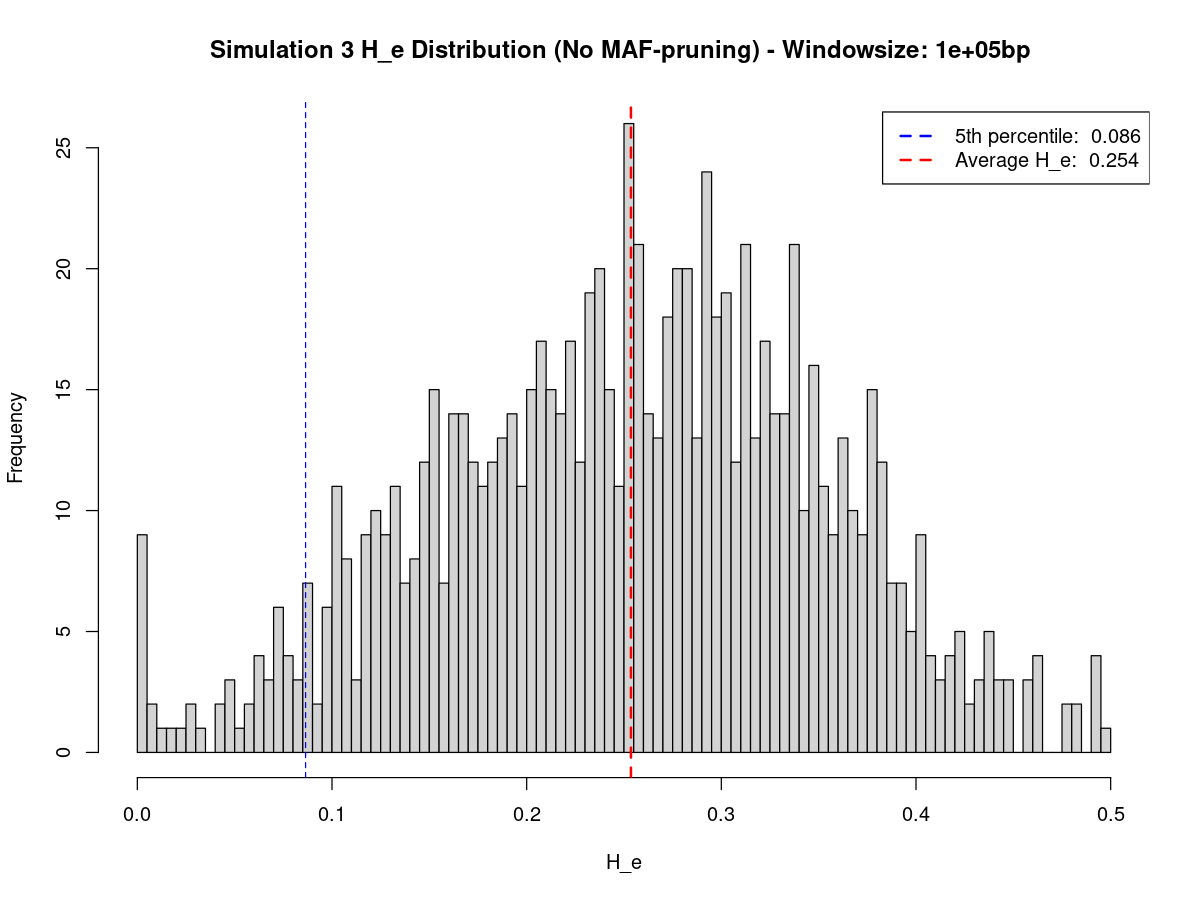 Simulation 3 H_e Distribution (No MAF-pruning) - Windowsize: 1e+05bp
5th percentile: 0.086
Average H_e: 0.254
Frequency
25
20
15
10
5
0
0.0 0.1 0.2 0.3 0.4 0.5
H_e